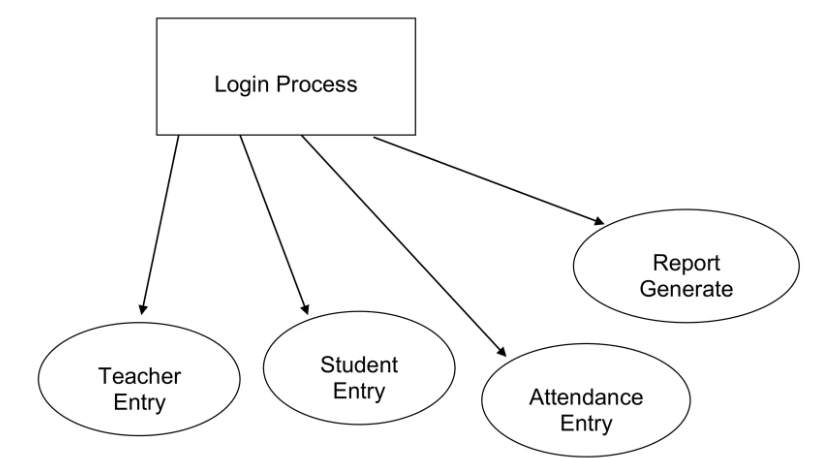 Login Process
Report
Generate
Teacher
Entry
Student
Entry
Attendance
Entry